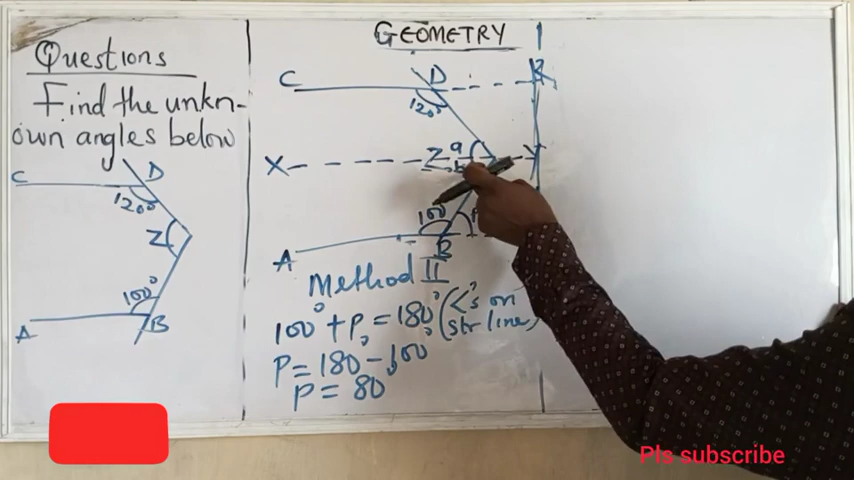 GEOMETRY
Questions
Find the unkn-
own angles below
C D
120°
Z
100°
A B
C D
120°
X Z a Y
b
100°
A B
Method II
100° + P = 180° (<'s on
str line)
P = 180 - 100
P = 80
Pls subscribe